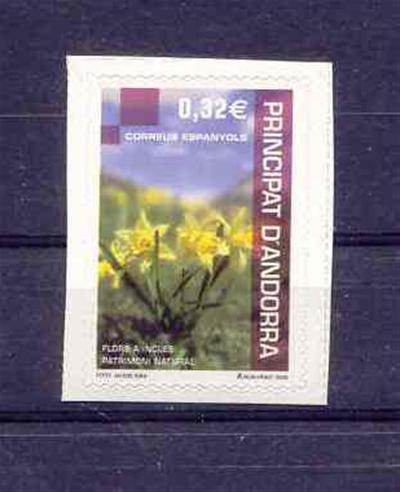 0,32€
CORREUS ESPANYOLS
PRINCIPAT D'ANDORRA
FLORS A INCLES
PATRIMONI NATURAL